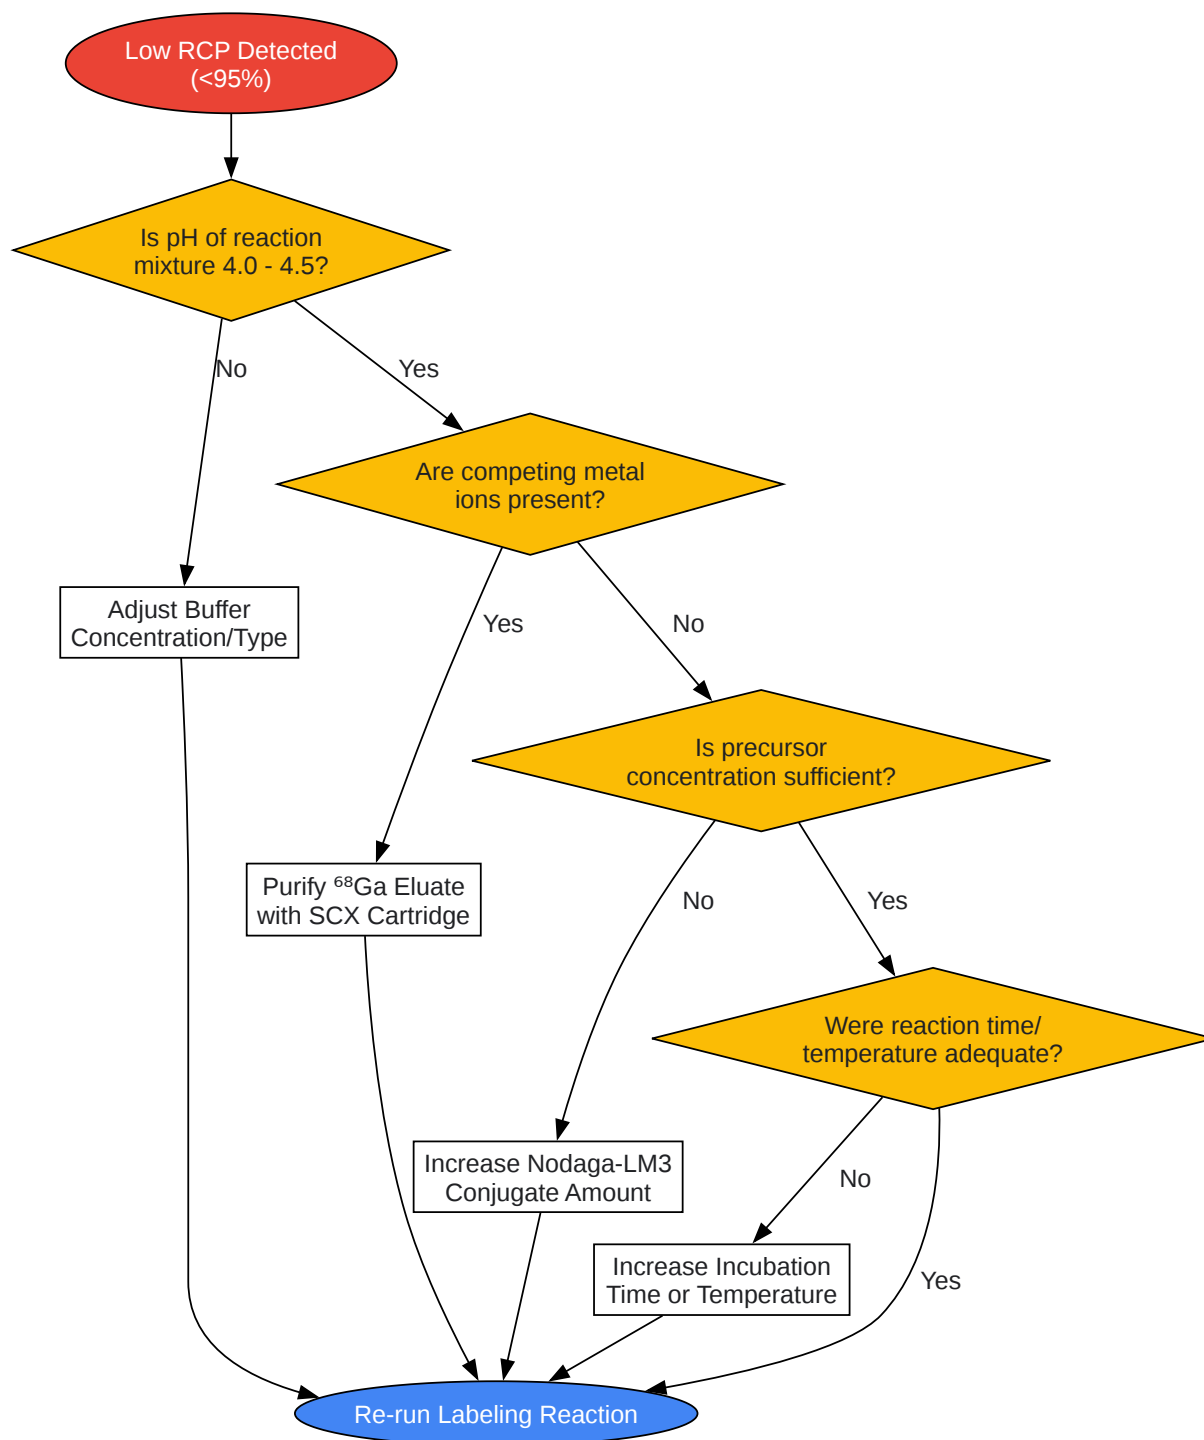 Low RCP Detected
(<95%)
Is pH of reaction
mixture 4.0 - 4.5?
No
Yes
Are competing metal
ions present?
Adjust Buffer
Concentration/Type
Yes
No
Is precursor
concentration sufficient?
Purify ⁶⁸Ga Eluate
with SCX Cartridge
No
Yes
Were reaction time/
temperature adequate?
Increase Nodaga-LM3
Conjugate Amount
No
Increase Incubation
Time or Temperature
Yes
Re-run Labeling Reaction